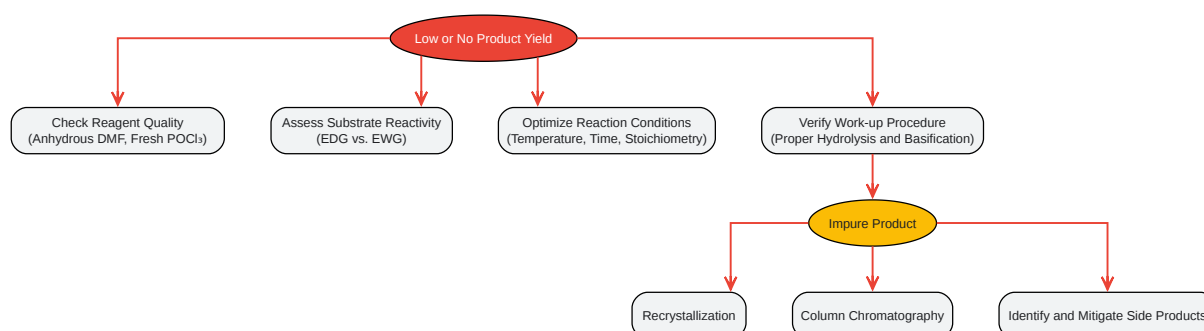 Low or No Product Yield
Check Reagent Quality
(Anhydrous DMF, Fresh POCl₃)
Assess Substrate Reactivity
(EDG vs. EWG)
Optimize Reaction Conditions
(Temperature, Time, Stoichiometry)
Verify Work-up Procedure
(Proper Hydrolysis and Basification)
Impure Product
Recrystallization
Column Chromatography
Identify and Mitigate Side Products